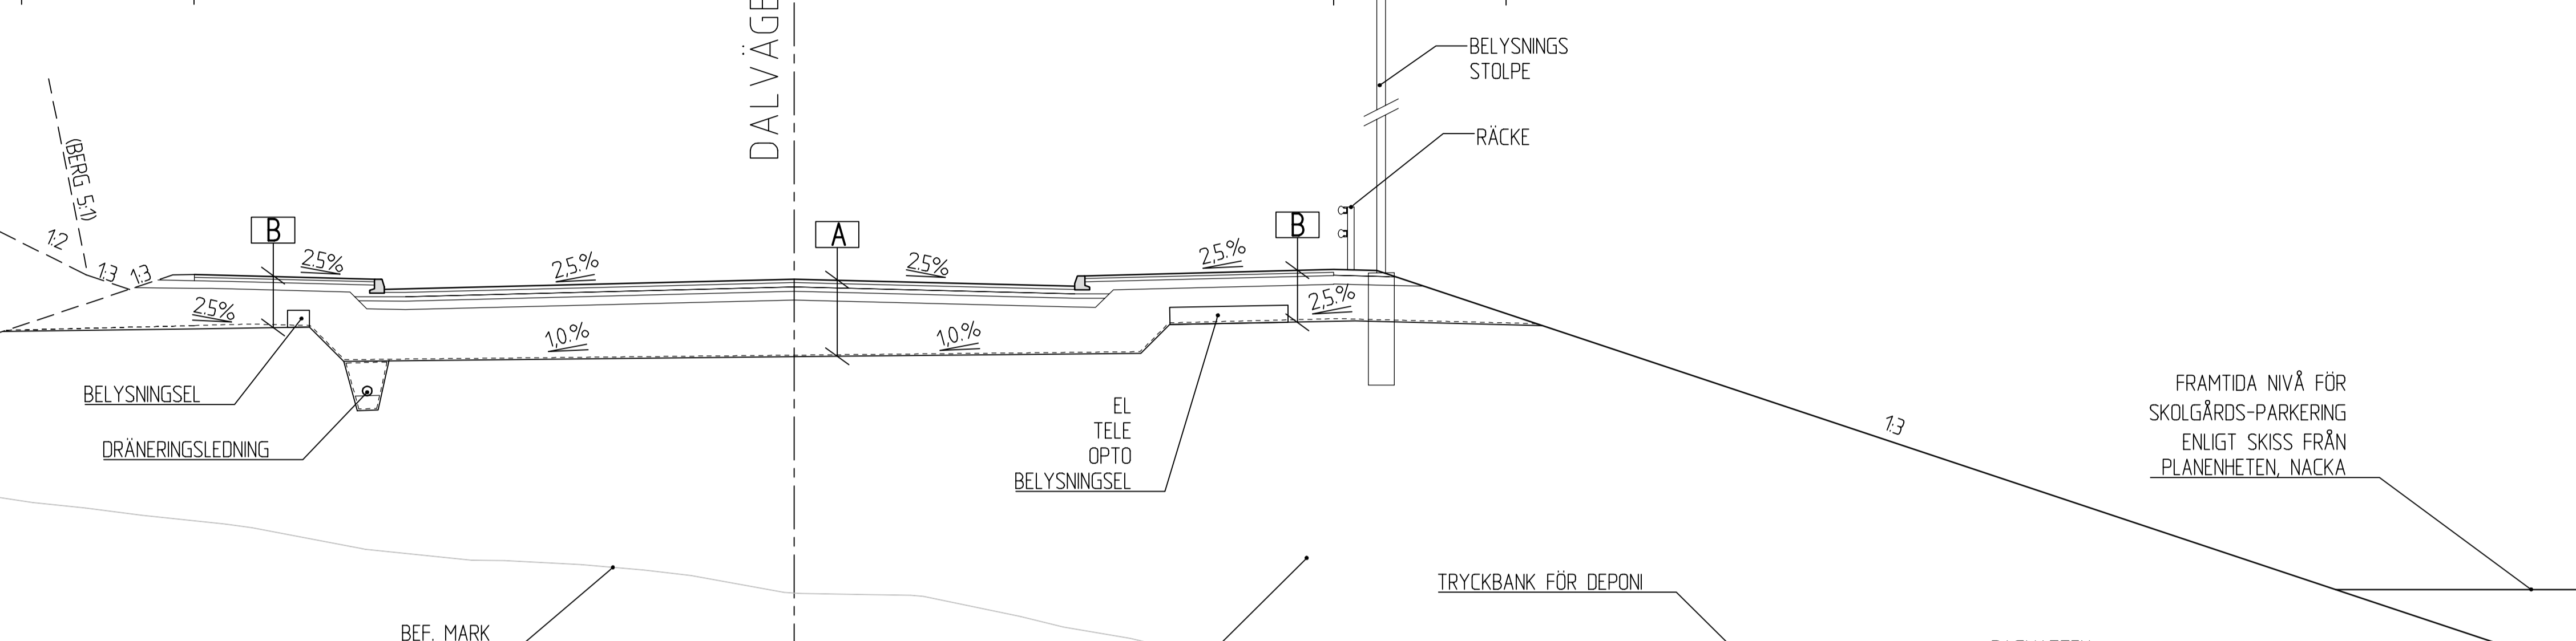 DALVÄGE
BELYSNINGS
STOLPE
RÄCKE
(BERG 5:1)
1:2
1:3
1:3
B
A
B
2.5%
2,5.%
2.5%
2,5.%
2.5%
2,5.%
1,0.%
1,0.%
BELYSNINGSEL
DRÄNERINGSLEDNING
EL
TELE
OPTO
BELYSNINGSEL
1:3
FRAMTIDA NIVÅ FÖR
SKOLGÅRDS-PARKERING
ENLIGT SKISS FRÅN
PLANENHETEN, NACKA
TRYCKBANK FÖR DEPONI
BEF. MARK